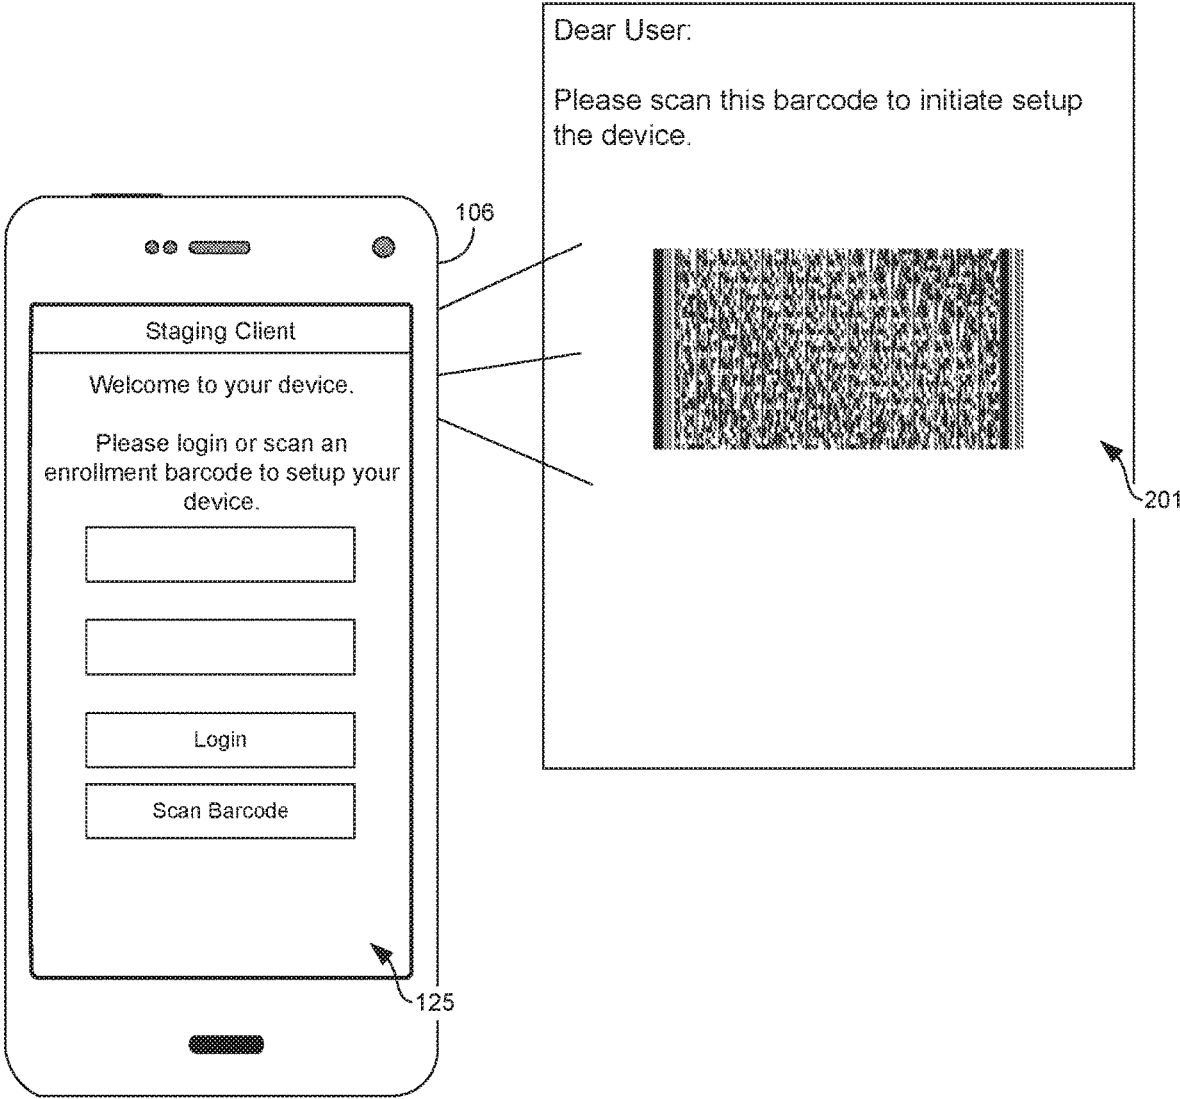 Dear User:
Please scan this barcode to initiate setup
the device.
106
Staging Client
Welcome to your device.
Please login or scan an
enrollment barcode to setup your
device.
201
Login
Scan Barcode
125